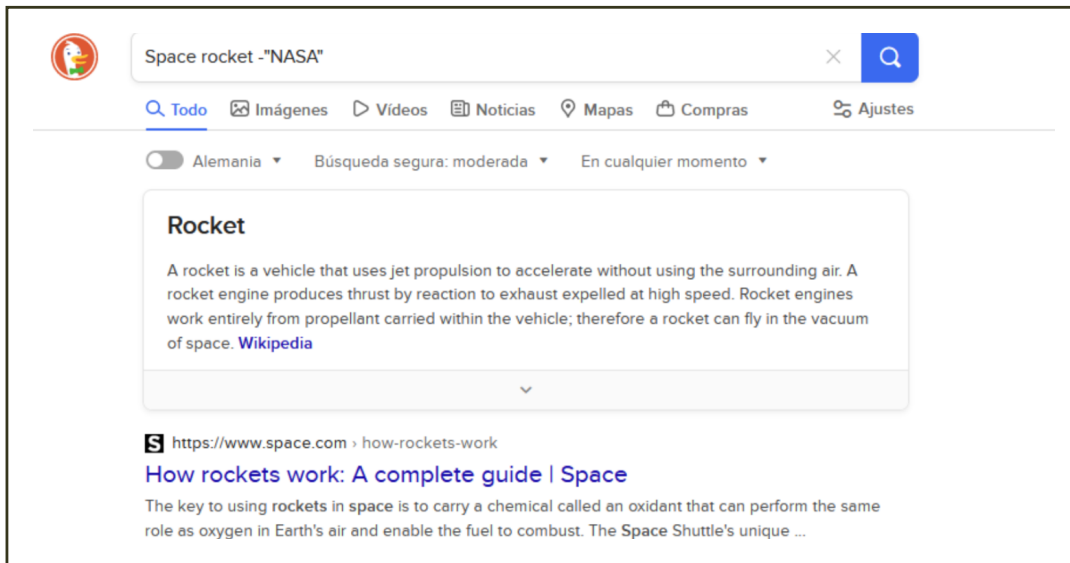 Space rocket -"NASA"
Todo Imágenes Vídeos Noticias Mapas Compras Ajustes
Alemania Búsqueda segura: moderada En cualquier momento
Rocket
A rocket is a vehicle that uses jet propulsion to accelerate without using the surrounding air. A
rocket engine produces thrust by reaction to exhaust expelled at high speed. Rocket engines
work entirely from propellant carried within the vehicle; therefore a rocket can fly in the vacuum
of space. Wikipedia
S https://www.space.com › how-rockets-work
How rockets work: A complete guide | Space
The key to using rockets in space is to carry a chemical called an oxidant that can perform the same
role as oxygen in Earth's air and enable the fuel to combust. The Space Shuttle's unique ...